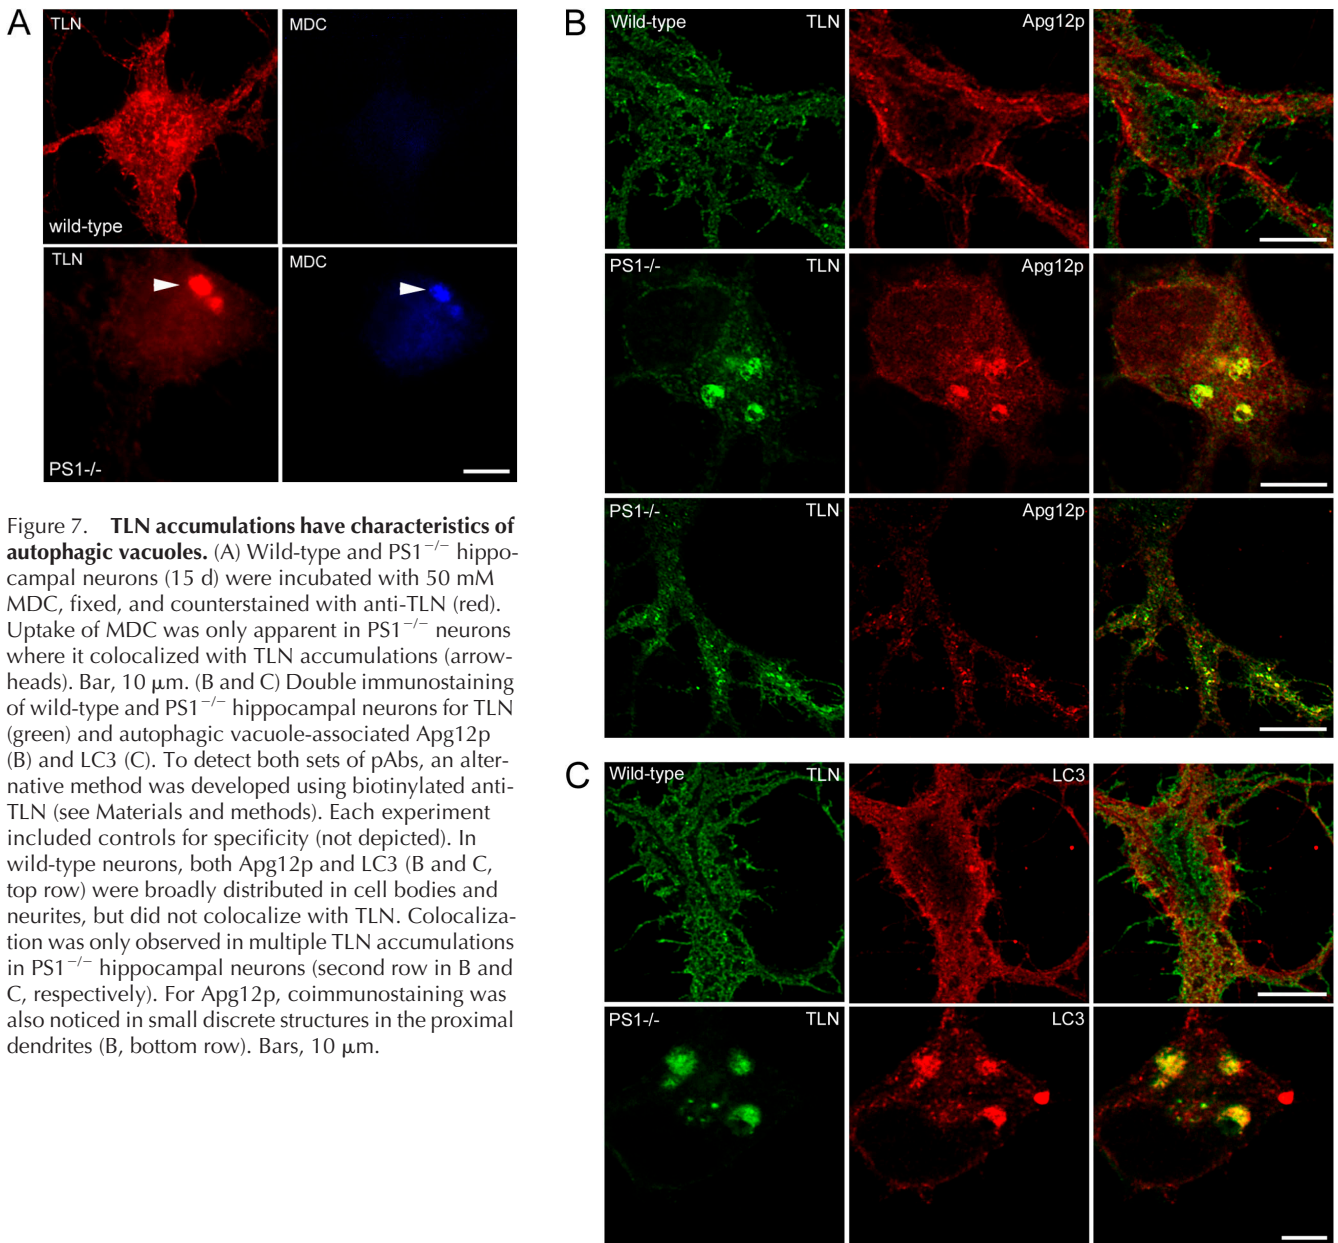 A
TLN
MDC
wild-type
TLN
MDC
PS1-/-
Figure 7. TLN accumulations have characteristics of
autophagic vacuoles. (A) Wild-type and PS1−/− hippo-
campal neurons (15 d) were incubated with 50 mM
MDC, fixed, and counterstained with anti-TLN (red).
Uptake of MDC was only apparent in PS1−/− neurons
where it colocalized with TLN accumulations (arrow-
heads). Bar, 10 μm. (B and C) Double immunostaining
of wild-type and PS1−/− hippocampal neurons for TLN
(green) and autophagic vacuole-associated Apg12p
(B) and LC3 (C). To detect both sets of pAbs, an alter-
native method was developed using biotinylated anti-
TLN (see Materials and methods). Each experiment
included controls for specificity (not depicted). In
wild-type neurons, both Apg12p and LC3 (B and C,
top row) were broadly distributed in cell bodies and
neurites, but did not colocalize with TLN. Colocaliza-
tion was only observed in multiple TLN accumulations
in PS1−/− hippocampal neurons (second row in B and
C, respectively). For Apg12p, coimmunostaining was
also noticed in small discrete structures in the proximal
dendrites (B, bottom row). Bars, 10 μm.
B
Wild-type TLN
Apg12p
PS1-/- TLN
Apg12p
PS1-/- TLN
Apg12p
C
Wild-type TLN
LC3
PS1-/- TLN
LC3